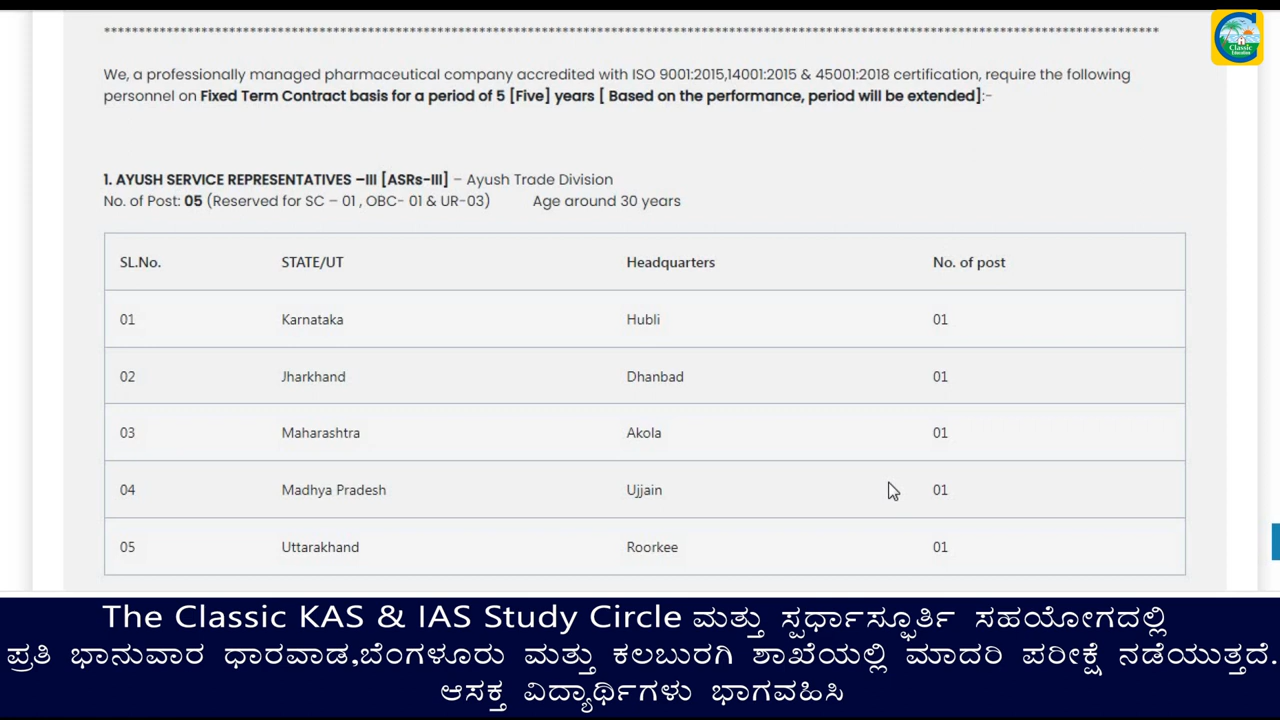 ****************************************************************************************************************************************************
We, a professionally managed pharmaceutical company accredited with ISO 9001:2015,14001:2015 & 45001:2018 certification, require the following
personnel on Fixed Term Contract basis for a period of 5 [Five] years [ Based on the performance, period will be extended]:-
1. AYUSH SERVICE REPRESENTATIVES –III [ASRs-III] – Ayush Trade Division
No. of Post: 05 (Reserved for SC – 01 , OBC- 01 & UR-03) Age around 30 years
SL.No. STATE/UT Headquarters No. of post
01 Karnataka Hubli 01
02 Jharkhand Dhanbad 01
03 Maharashtra Akola 01
04 Madhya Pradesh Ujjain 01
05 Uttarakhand Roorkee 01
Classic
Education
The Classic KAS & IAS Study Circle ಮತ್ತು ಸ್ಪರ್ಧಾಸ್ಫೂರ್ತಿ ಸಹಯೋಗದಲ್ಲಿ
ಪ್ರತಿ ಭಾನುವಾರ ಧಾರವಾಡ,ಬೆಂಗಳೂರು ಮತ್ತು ಕಲಬುರಗಿ ಶಾಖೆಯಲ್ಲಿ ಮಾದರಿ ಪರೀಕ್ಷೆ ನಡೆಯುತ್ತದೆ.
ಆಸಕ್ತ ವಿದ್ಯಾರ್ಥಿಗಳು ಭಾಗವಹಿಸಿ